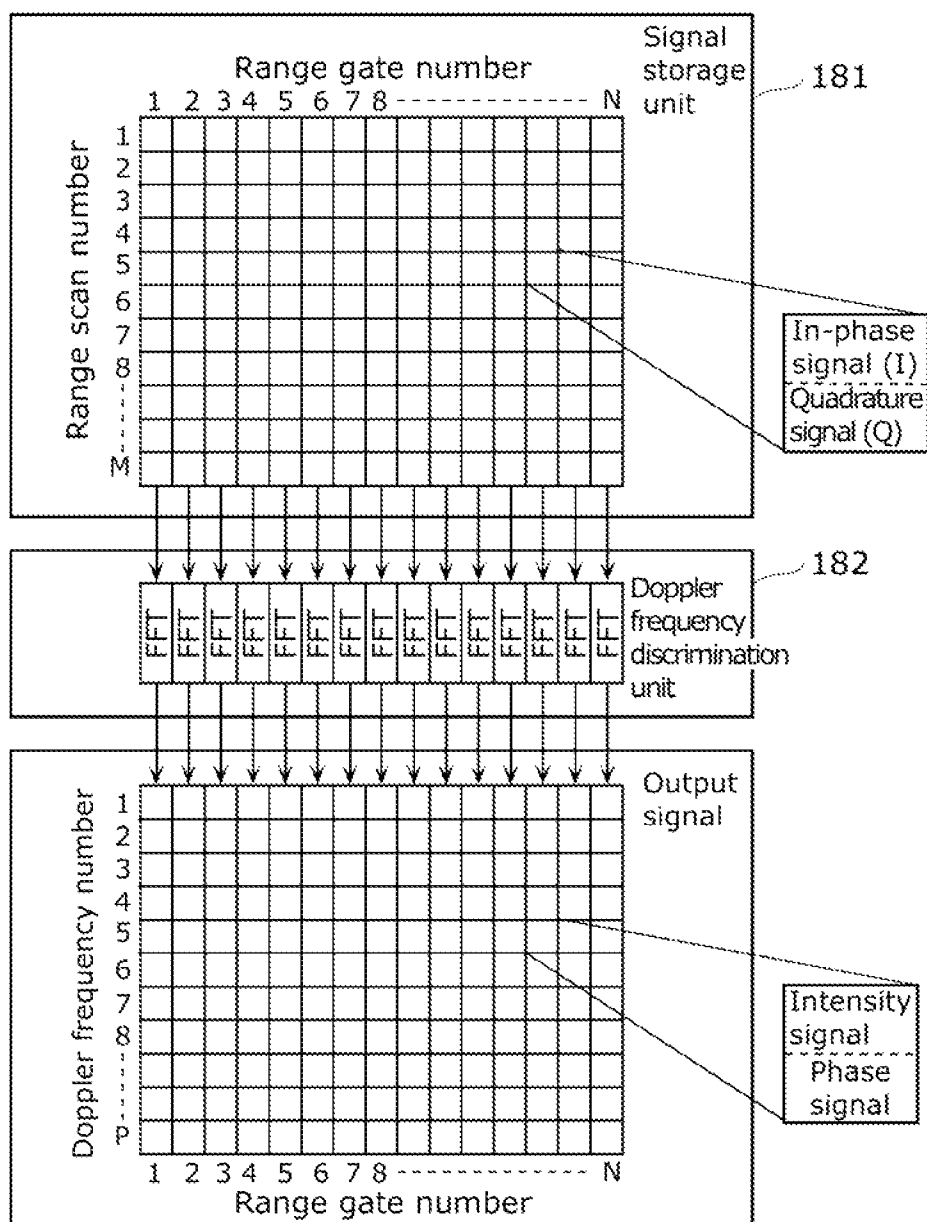 Signal
storage
unit
181
Range gate number
1 2 3 4 5 6 7 8 N
Range scan number
1
2
3
4
5
6
7
8
M
In-phase
signal (I)
Quadrature
signal (Q)
182
FFT FFT FFT FFT FFT FFT FFT FFT FFT FFT FFT FFT FFT FFT FFT
Doppler
frequency
discrimination
unit
Output
signal
Doppler frequency number
1
2
3
4
5
6
7
8
P
Intensity
signal
Phase
signal
1 2 3 4 5 6 7 8 N
Range gate number